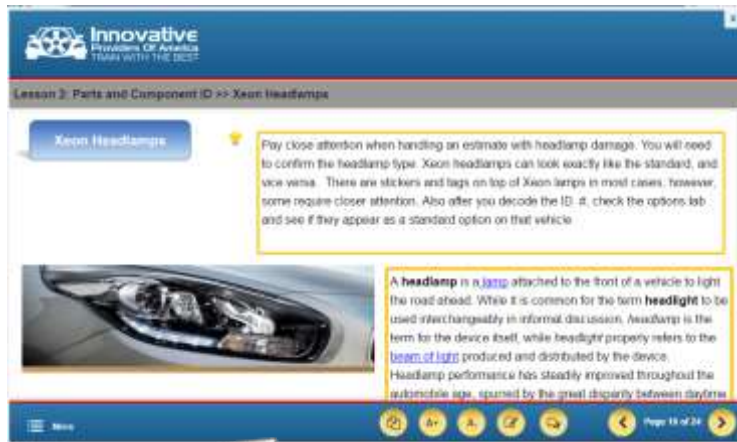 Innovative
Providers Of America
TRAIN WITH THE BEST
Lesson 2: Parts and Component ID >> Xeon Headlamps
Xeon Headlamps
Pay close attention when handling an estimate with headlamp damage. You will need
to confirm the headlamp type. Xeon headlamps can look exactly like the standard, and
vice versa. There are stickers and tags on top of Xeon lamps in most cases, however,
some require closer attention. Also after you decode the ID. #, check the options tab
and see if they appear as a standard option on that vehicle
A headlamp is a lamp attached to the front of a vehicle to light
the road ahead. While it is common for the term headlight to be
used interchangeably in informal discussion, headlamp is the
term for the device itself, while headlight properly refers to the
beam of light produced and distributed by the device.
Headlamp performance has steadily improved throughout the
automobile age, spurred by the great disparity between daytime
A+
A-
Page 18 of 24